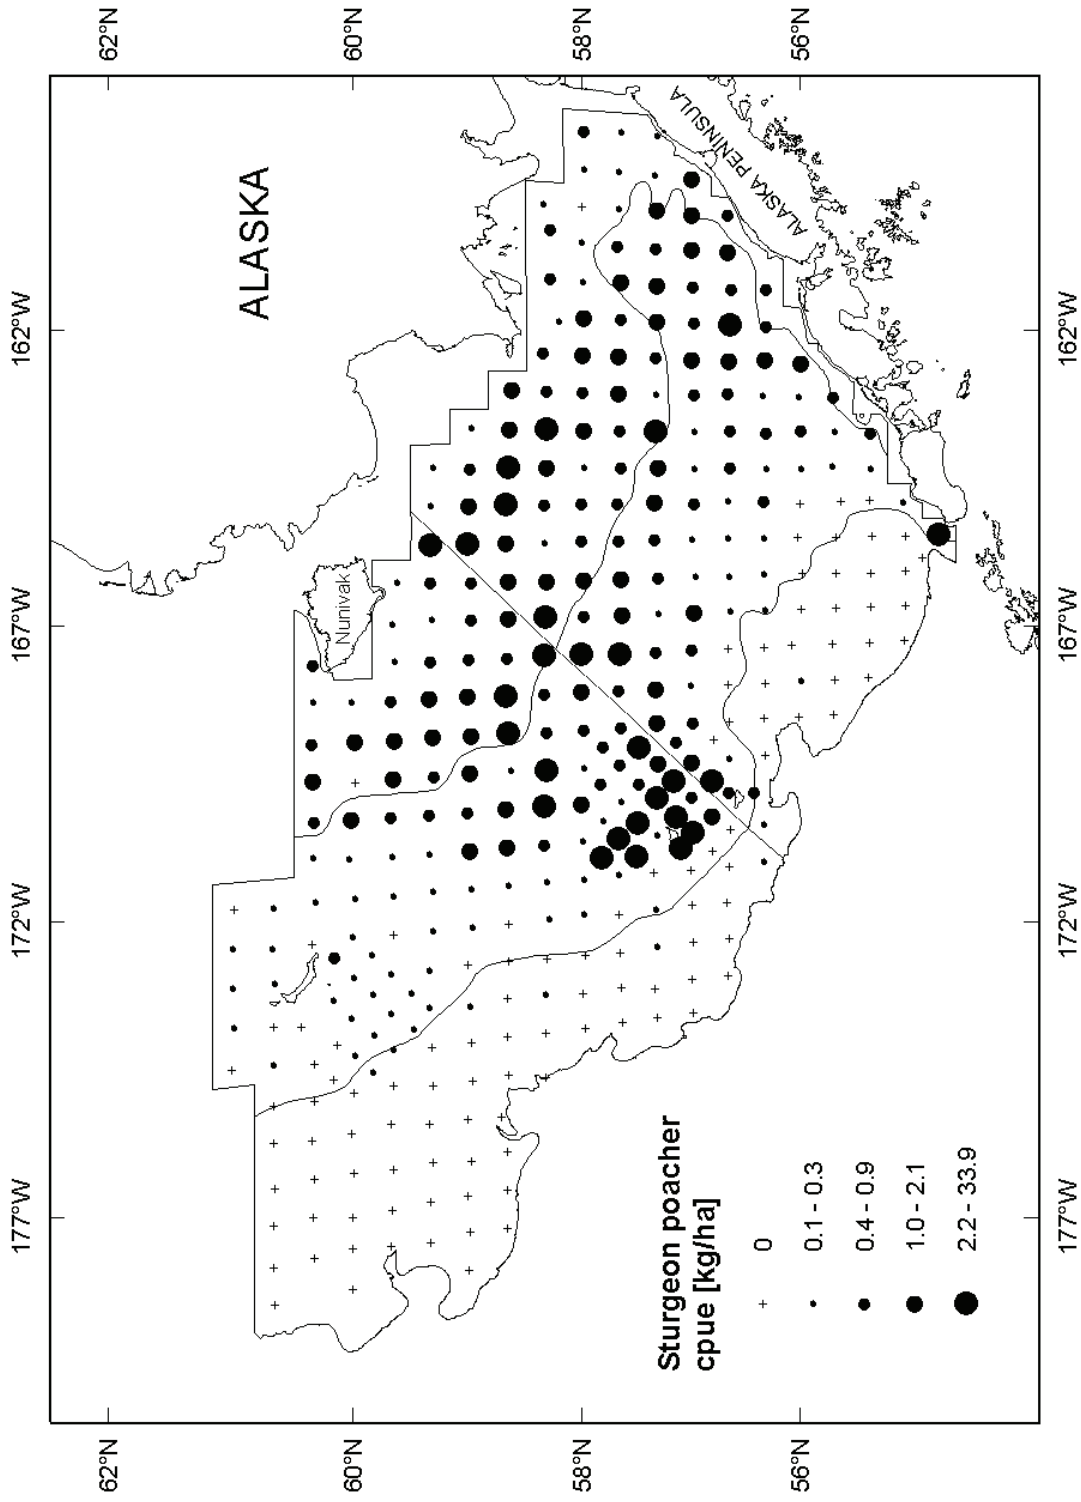 177°W
172°W
167°W
162°W
62°N
62°N
ALASKA
Nunivak
60°N
60°N
58°N
58°N
ALASKA PENINSULA
56°N
56°N
Sturgeon poacher
cpue [kg/ha]
0
0.1 - 0.3
0.4 - 0.9
1.0 - 2.1
2.2 - 33.9
177°W
172°W
167°W
162°W